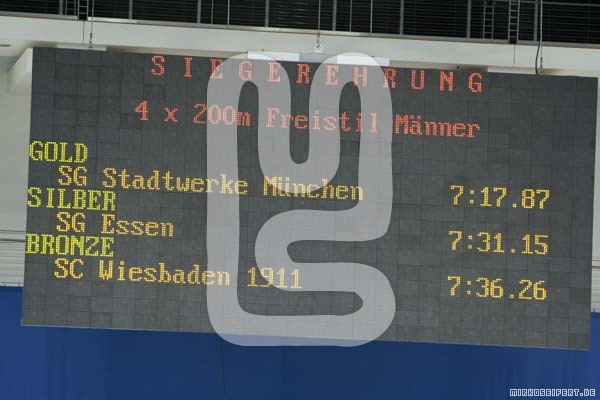 SIEGEREHRUNG
4 x 200m Freistil Männer
GOLD
SG Stadtwerke München 7:17.87
SILBER
SG Essen 7:31.15
BRONZE
SC Wiesbaden 1911 7:36.26
MIRKOSEIFERT.DE